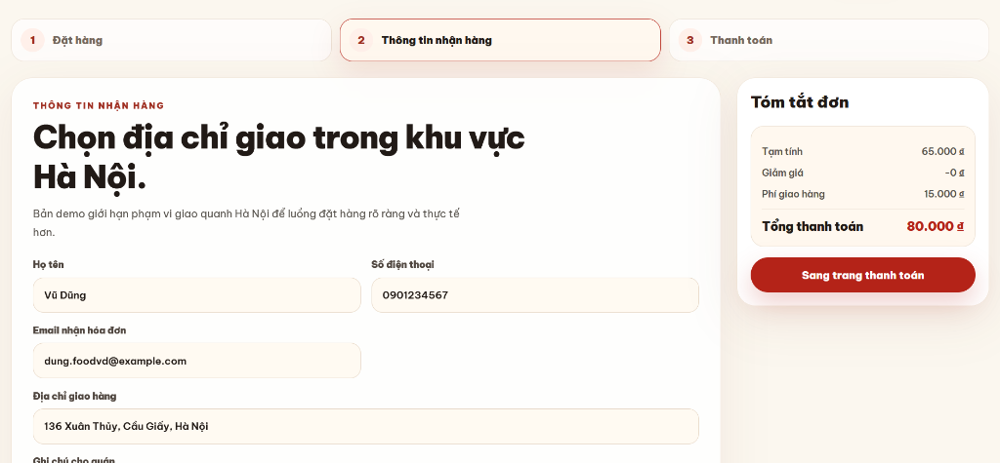 1 Đặt hàng
2 Thông tin nhận hàng
3 Thanh toán
THÔNG TIN NHẬN HÀNG
Chọn địa chỉ giao trong khu vực
Hà Nội.
Bản demo giới hạn phạm vi giao quanh Hà Nội để luồng đặt hàng rõ ràng và thực tế
hơn.
Họ tên
Số điện thoại
Vũ Dũng
0901234567
Email nhận hóa đơn
dung.foodvd@example.com
Địa chỉ giao hàng
136 Xuân Thủy, Cầu Giấy, Hà Nội
Ghi chú cho quán
Tóm tắt đơn
Tạm tính 65.000 ₫
Giảm giá -0 ₫
Phí giao hàng 15.000 ₫
Tổng thanh toán 80.000 ₫
Sang trang thanh toán